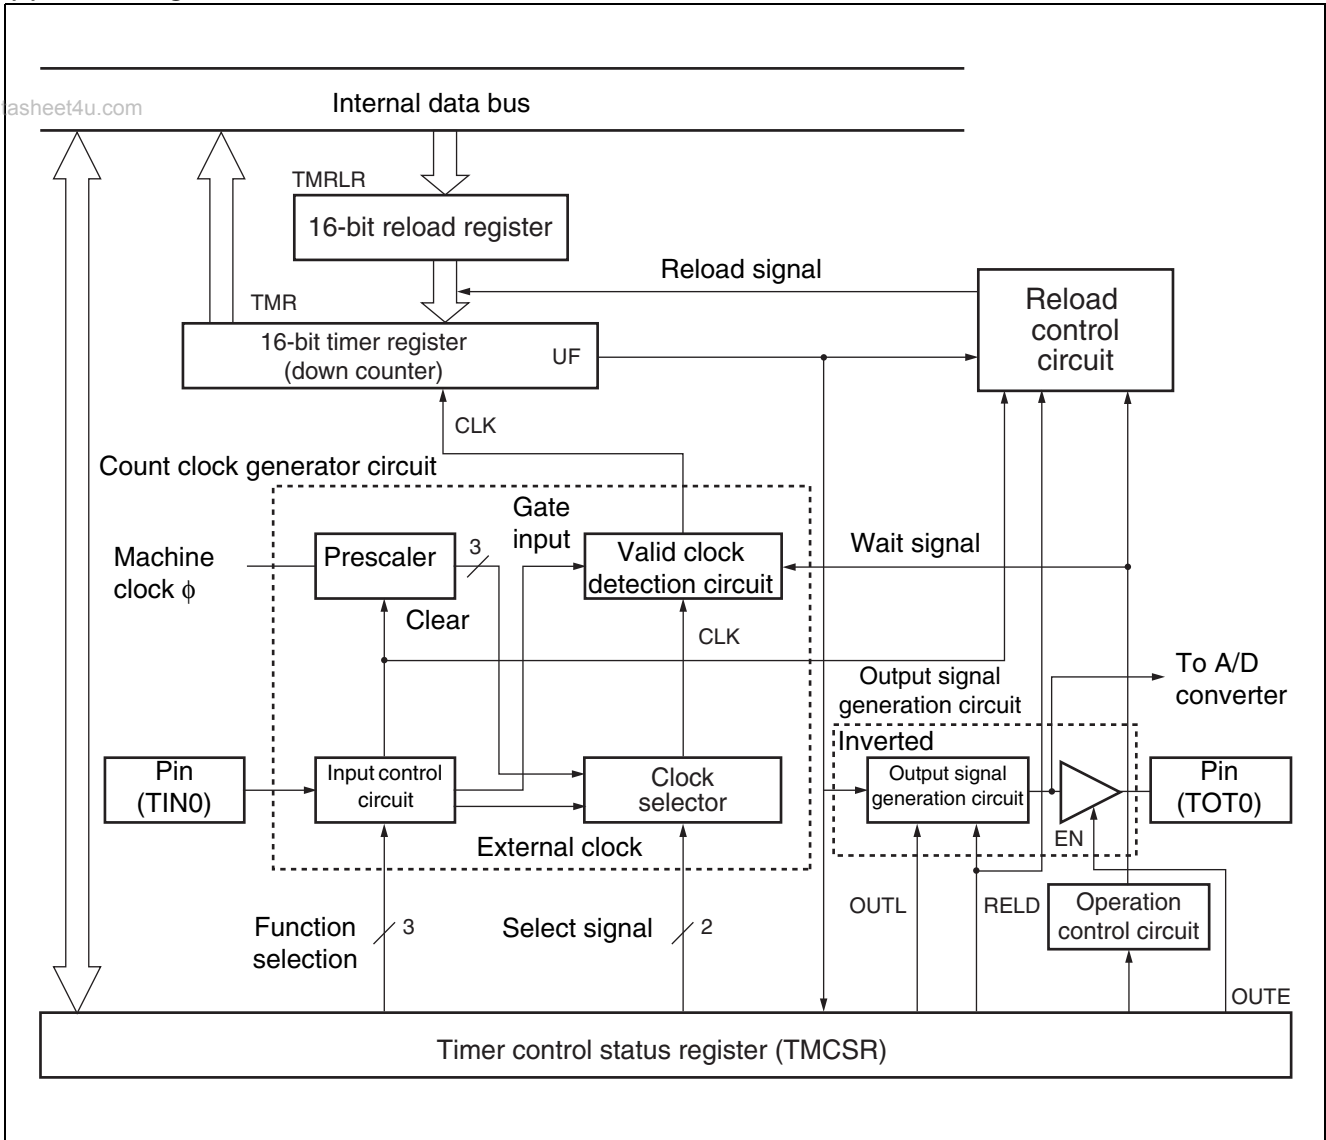 tasheet4u.com
Internal data bus
TMRLR
16-bit reload register
Reload signal
TMR
16-bit timer register
(down counter)
UF
Reload
control
circuit
CLK
Count clock generator circuit
Gate
input
Machine
clock ϕ
Prescaler
3
Valid clock
detection circuit
Wait signal
Clear
CLK
Output signal
generation circuit
To A/D
converter
Inverted
Pin
(TIN0)
Input control
circuit
Clock
selector
Output signal
generation circuit
Pin
(TOT0)
EN
External clock
Function
selection
3
Select signal
2
OUTL
RELD
Operation
control circuit
OUTE
Timer control status register (TMCSR)